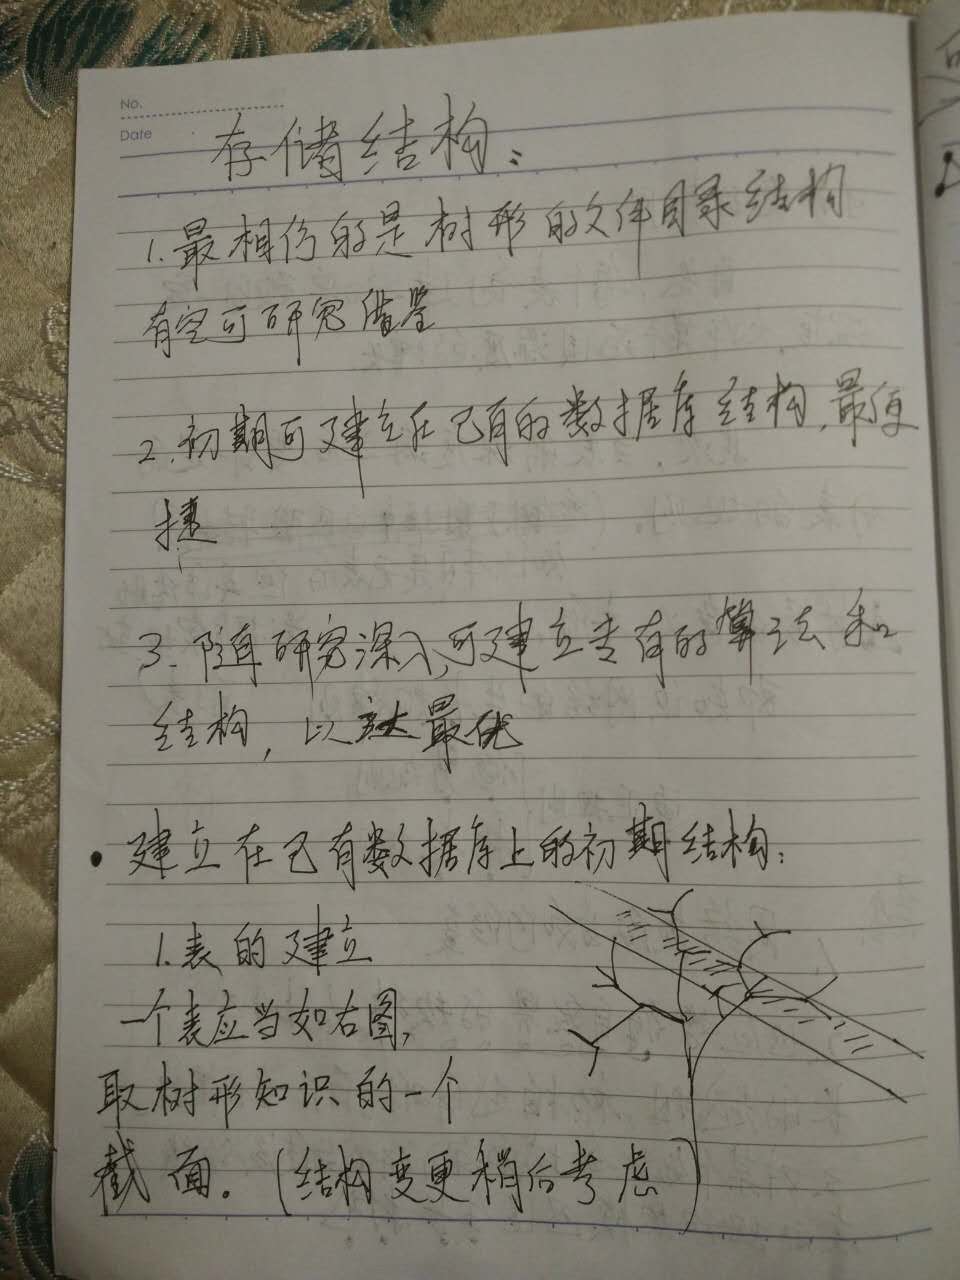 No.
Date
存储结构:
1.最相仿的是树形的文件目录结构
有空可研究借鉴
2.初期可建立在已有的数据库结构,最便
捷
3.随研究深入,可建立专有的算法和
结构,以达最优
•建立在已有数据库上的初期结构:
1.表的建立
一个表应当如右图,
取树形知识的一个
截面。(结构变更稍后考虑)